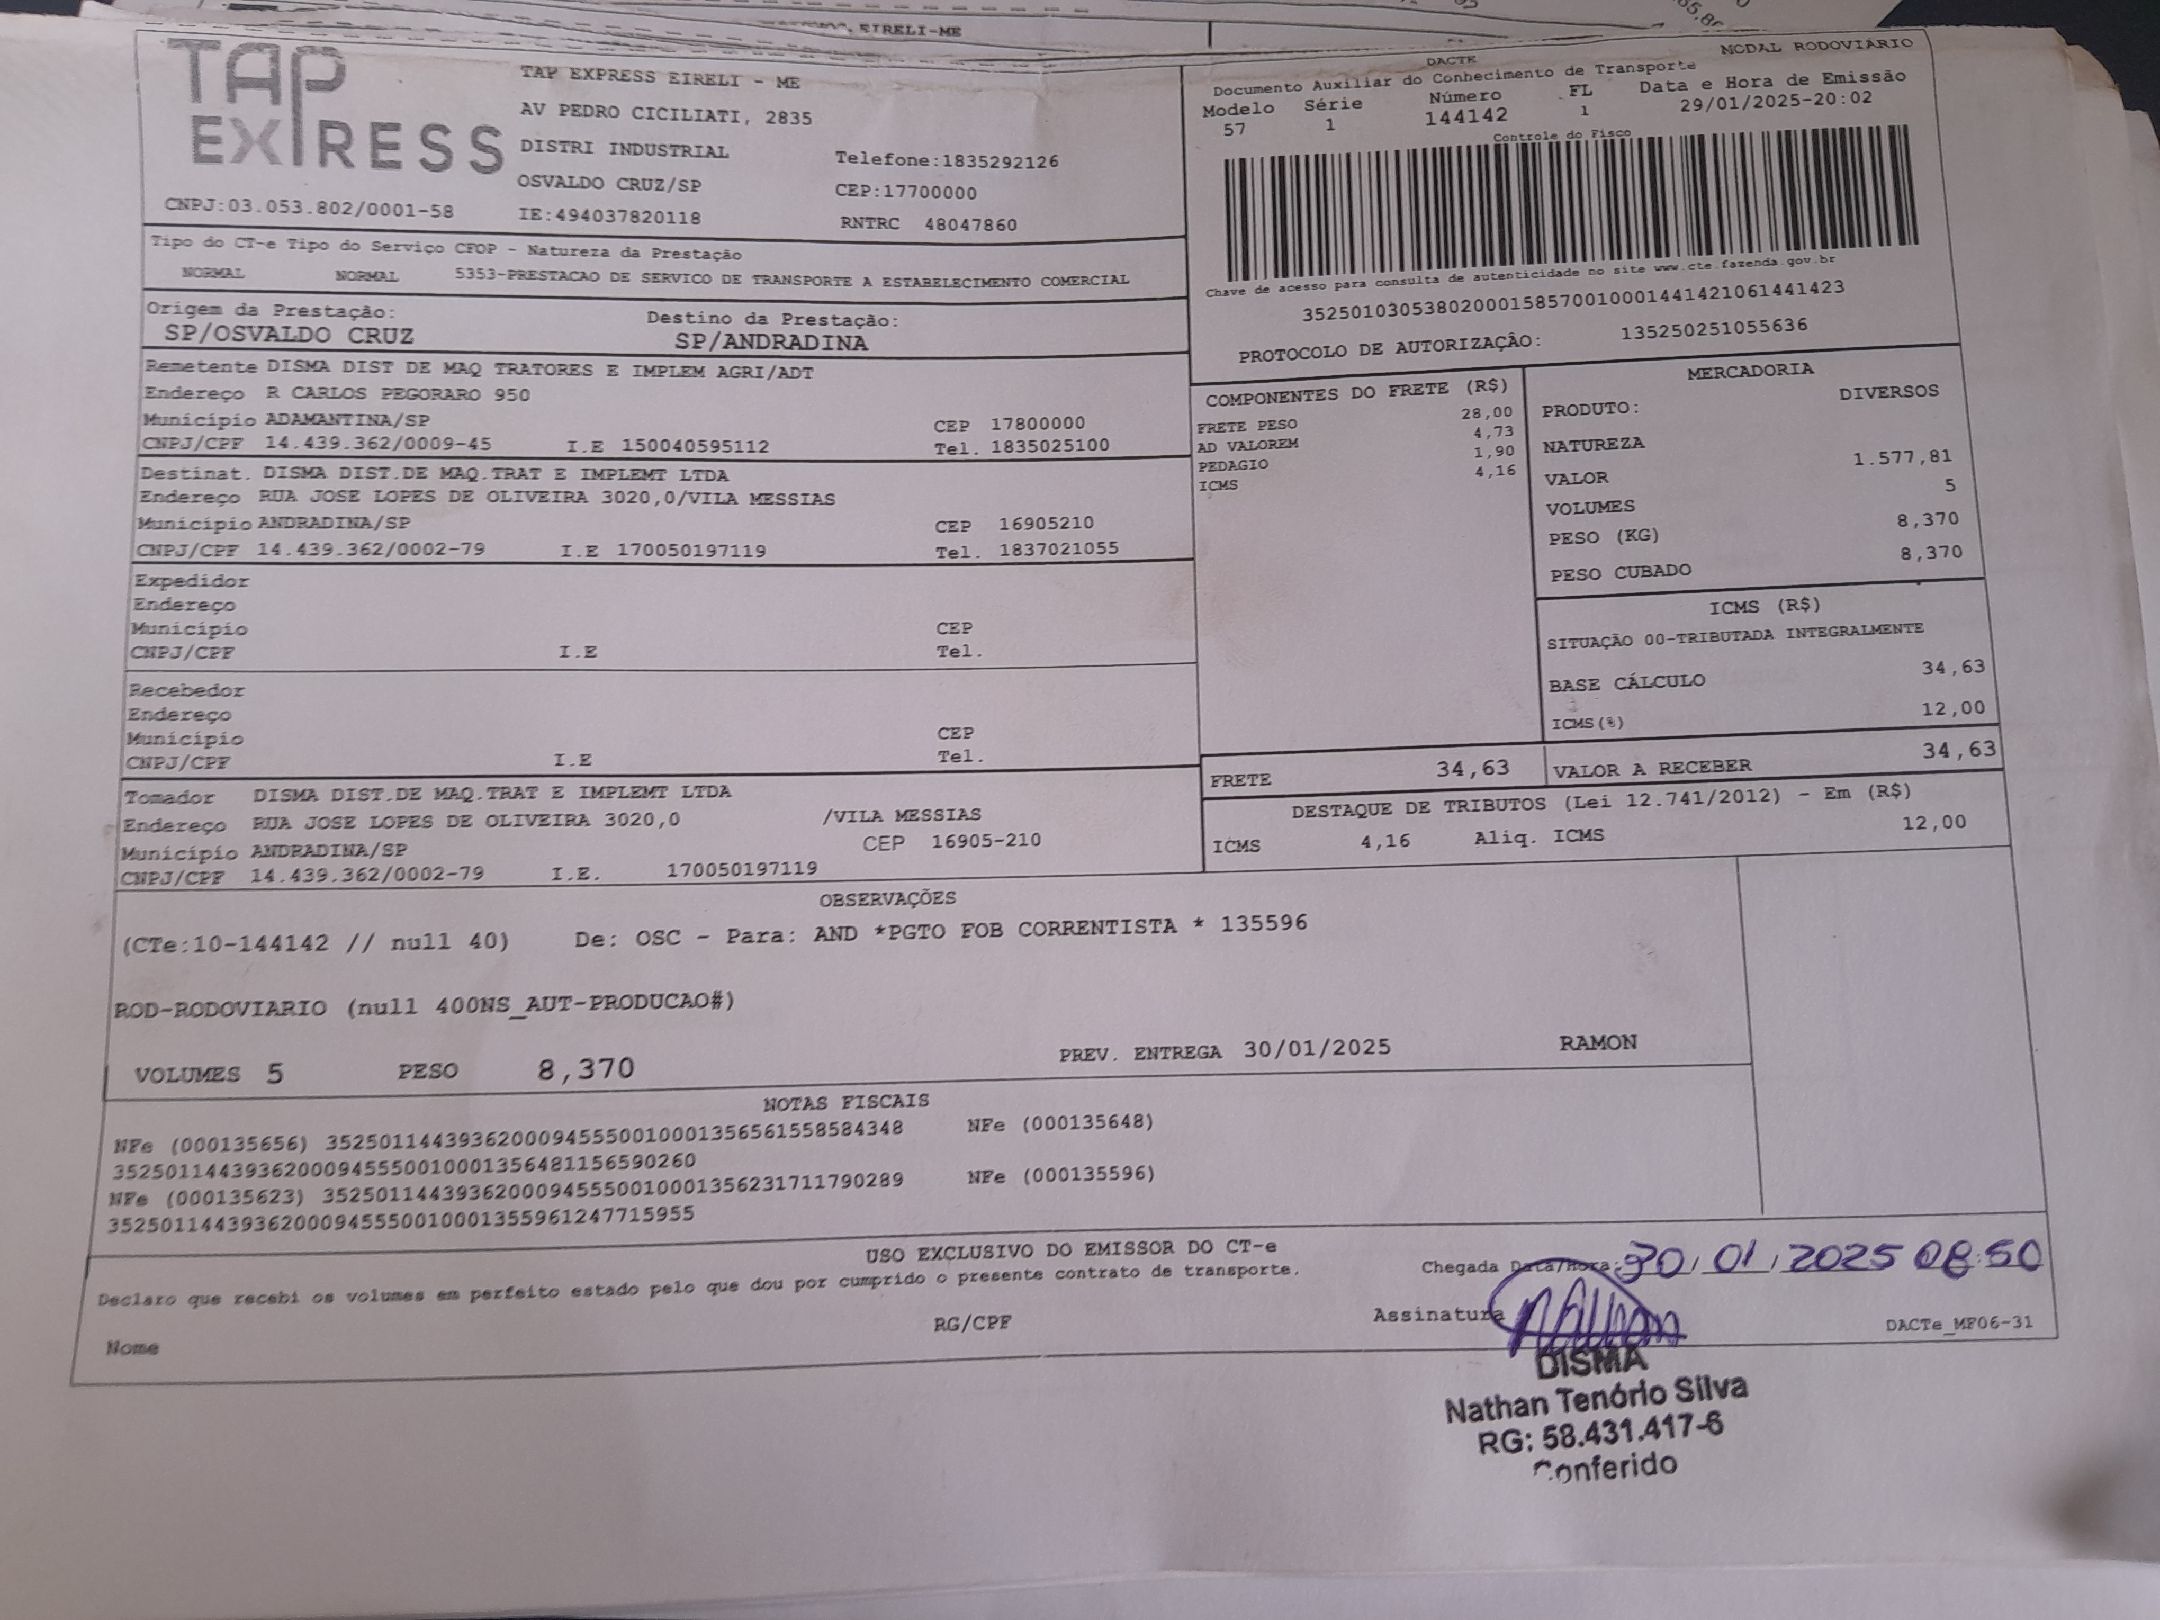 EIRELI-ME
TAP EXPRESS
TAP EXPRESS EIRELI - ME
AV PEDRO CICILIATI, 2835
DISTRI INDUSTRIAL Telefone:1835292126
OSVALDO CRUZ/SP CEP:17700000
CNPJ:03.053.802/0001-58 IE:494037820118 RNTRC 48047860
DACTE MODAL RODOVIÁRIO
Documento Auxiliar do Conhecimento de Transporte
Modelo Série Número FL Data e Hora de Emissão
57 1 144142 1 29/01/2025-20:02
Controle do Fisco
Chave de acesso para consulta de autenticidade no site www.cte.fazenda.gov.br
35250103053802000158570010001441421061441423
PROTOCOLO DE AUTORIZAÇÂO: 135250251055636
Tipo do CT-e Tipo do Serviço CFOP - Natureza da Prestação
NORMAL NORMAL 5353-PRESTACAO DE SERVICO DE TRANSPORTE A ESTABELECIMENTO COMERCIAL
Origem da Prestação: Destino da Prestação:
SP/OSVALDO CRUZ SP/ANDRADINA
Remetente DISMA DIST DE MAQ TRATORES E IMPLEM AGRI/ADT
Endereço R CARLOS PEGORARO 950
Município ADAMANTINA/SP CEP 17800000
CNPJ/CPF 14.439.362/0009-45 I.E 150040595112 Tel. 1835025100
Destinat. DISMA DIST.DE MAQ.TRAT E IMPLEMT LTDA
Endereço RUA JOSE LOPES DE OLIVEIRA 3020,0/VILA MESSIAS
Município ANDRADINA/SP CEP 16905210
CNPJ/CPF 14.439.362/0002-79 I.E 170050197119 Tel. 1837021055
Expedidor
Endereço
Município CEP
CNPJ/CPF I.E Tel.
Recebedor
Endereço
Município CEP
CNPJ/CPF I.E Tel.
Tomador DISMA DIST.DE MAQ.TRAT E IMPLEMT LTDA
Endereço RUA JOSE LOPES DE OLIVEIRA 3020,0 /VILA MESSIAS
Município ANDRADINA/SP CEP 16905-210
CNPJ/CPF 14.439.362/0002-79 I.E. 170050197119
COMPONENTES DO FRETE (R$)
FRETE PESO 28,00
AD VALOREM 4,73
PEDAGIO 1,90
ICMS 4,16
MERCADORIA
PRODUTO: DIVERSOS
NATUREZA
VALOR 1.577,81
VOLUMES 5
PESO (KG) 8,370
PESO CUBADO 8,370
ICMS (R$)
SITUAÇÃO 00-TRIBUTADA INTEGRALMENTE
BASE CÁLCULO 34,63
ICMS(%) 12,00
FRETE 34,63 VALOR A RECEBER 34,63
DESTAQUE DE TRIBUTOS (Lei 12.741/2012) - Em (R$)
ICMS 4,16 Aliq. ICMS 12,00
OBSERVAÇÕES
(CTe:10-144142 // null 40) De: OSC - Para: AND *PGTO FOB CORRENTISTA * 135596
ROD-RODOVIARIO (null 400NS_AUT-PRODUCAO#)
VOLUMES 5 PESO 8,370 PREV. ENTREGA 30/01/2025 RAMON
NOTAS FISCAIS
NFe (000135656) 35250114439362000945550010001356561558584348 NFe (000135648)
35250114439362000945550010001356481156590260
NFe (000135623) 35250114439362000945550010001356231711790289 NFe (000135596)
35250114439362000945550010001355961247715955
USO EXCLUSIVO DO EMISSOR DO CT-e
Declaro que recebi os volumes em perfeito estado pelo que dou por cumprido o presente contrato de transporte.
Chegada Data/Hora: 30/01/2025 08:50
Nome RG/CPF Assinatura Nathan DACTe_MF06-31
DISMA
Nathan Tenório Silva
RG: 58.431.417-6
Conferido